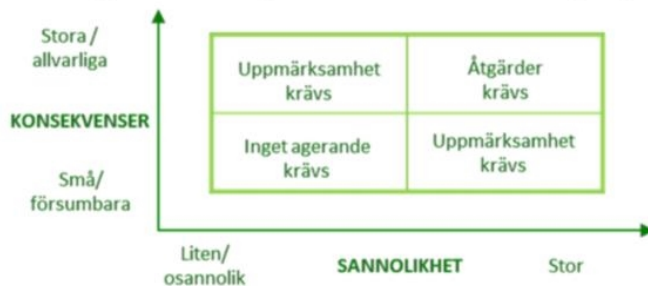 Stora /
allvarliga
Uppmärksamhet
krävs
Åtgärder
krävs
KONSEKVENSER
Inget agerande
krävs
Uppmärksamhet
krävs
Små/
försumbara
Liten/
osannolik
SANNOLIKHET
Stor